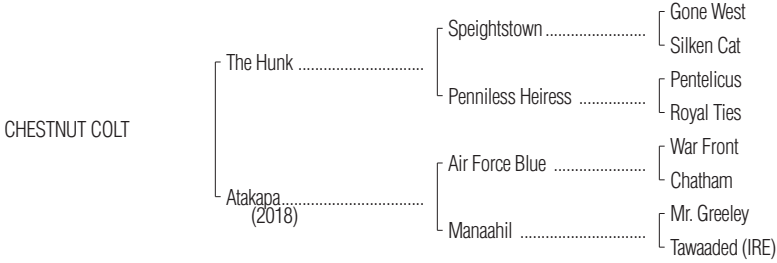 Gone West
Speightstown
Silken Cat
The Hunk
Pentelicus
Penniless Heiress
Royal Ties
CHESTNUT COLT
War Front
Air Force Blue
Chatham
Atakapa
(2018)
Mr. Greeley
Manaahil
Tawaaded (IRE)